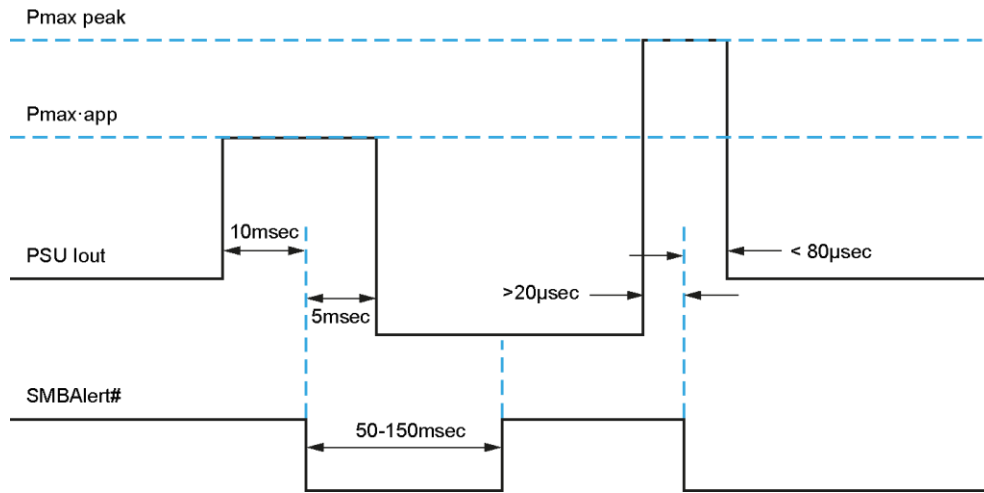 Pmax peak
Pmax·app
10msec
PSU Iout
< 80μsec
>20μsec
5msec
SMBAlert#
50-150msec